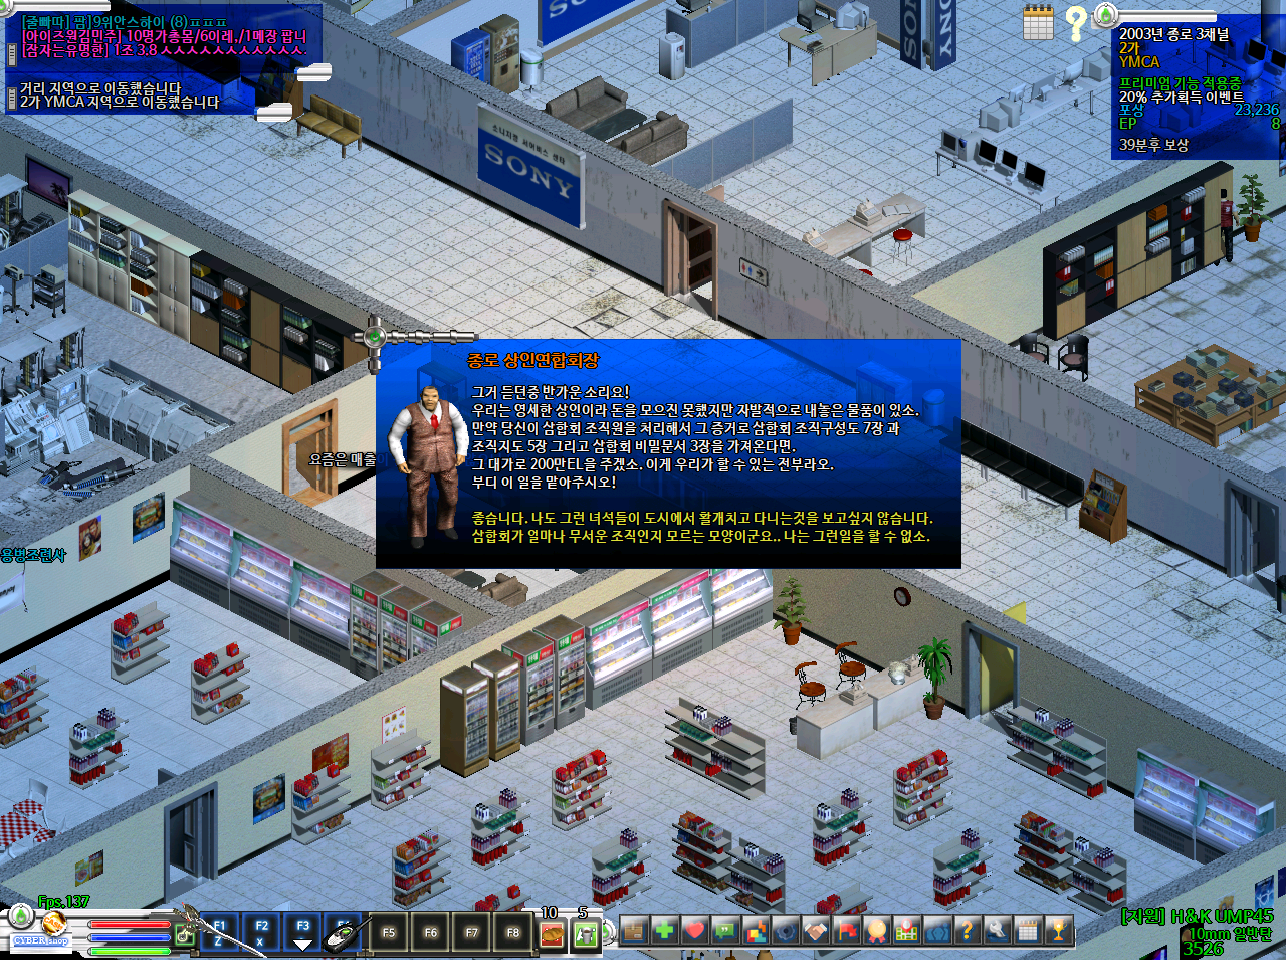 [줄빠따] 팜]9위안스하이 (8)ㅍㅍㅍ
[아이즈원김민주] 10명가총몸/6이레./1메장 팝니
[잠자는유명한] 1조 3.8 ㅅㅅㅅㅅㅅㅅㅅㅅㅅㅅㅅ.
거리 지역으로 이동했습니다
2가 YMCA 지역으로 이동했습니다
2003년 종로 3채널
2가
YMCA
프리미엄 기능 적용중
20% 추가획득 이벤트
포상 23,236
EP 8
39분후 보상
SONY
종로 상인연합회장
그거 듣던중 반가운 소리요!
우리는 영세한 상인이라 돈을 모으진 못했지만 자발적으로 내놓은 물품이 있소.
만약 당신이 삼합회 조직원을 처리해서 그 증거로 삼합회 조직구성도 7장 과
조직지도 5장 그리고 삼합회 비밀문서 3장을 가져온다면.
그 대가로 200만EL을 주겠소. 이게 우리가 할 수 있는 전부라오.
부디 이 일을 맡아주시오!
좋습니다. 나도 그런 녀석들이 도시에서 활개치고 다니는것을 보고싶지 않습니다.
삼합회가 얼마나 무서운 조직인지 모르는 모양이군요.. 나는 그런일을 할 수 없소.
요즘은 매출이
용병조련사
Fps.137
CYBER shop
F1 F2 F3 F4 F5 F6 F7 F8
Z X
10 5
[자원] H&K UMP45
10mm 일반탄
3526